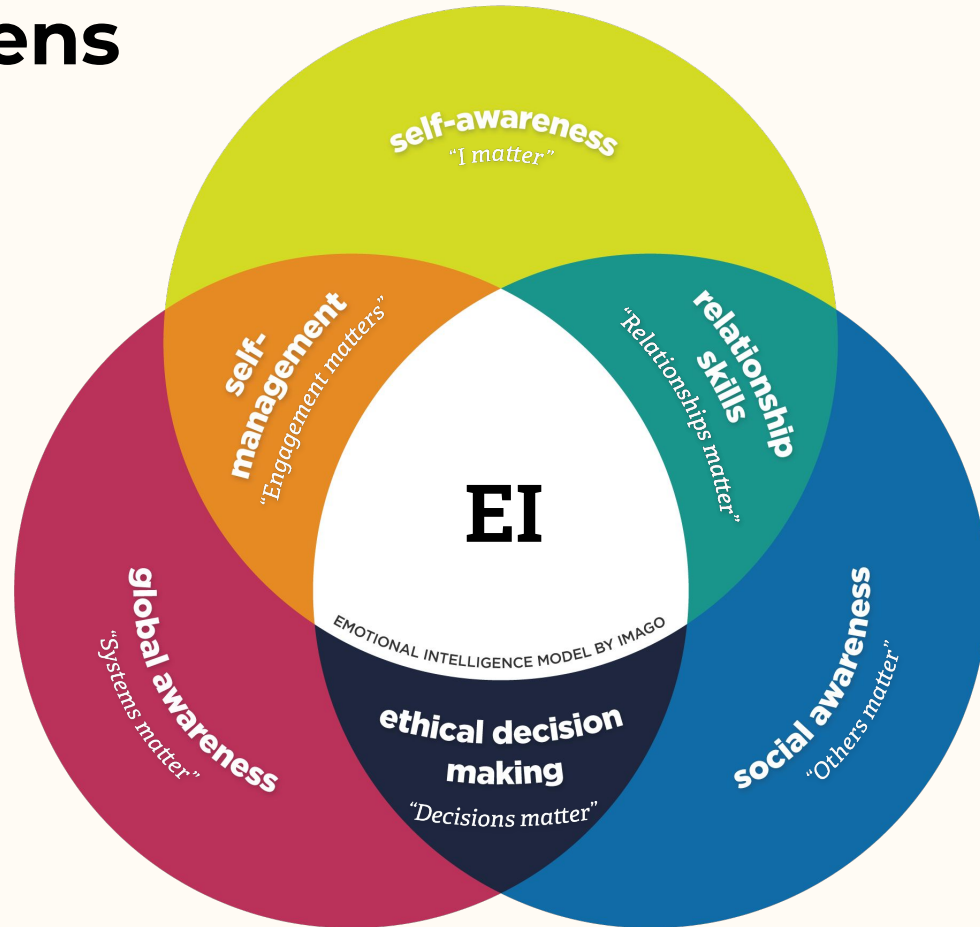 ens
self-awareness
“I matter”
self-
management
“Engagement matters”
relationship
skills
“Relationships matter”
EI
EMOTIONAL INTELLIGENCE MODEL BY IMAGO
global awareness
“Systems matter”
social awareness
“Others matter”
ethical decision
making
“Decisions matter”